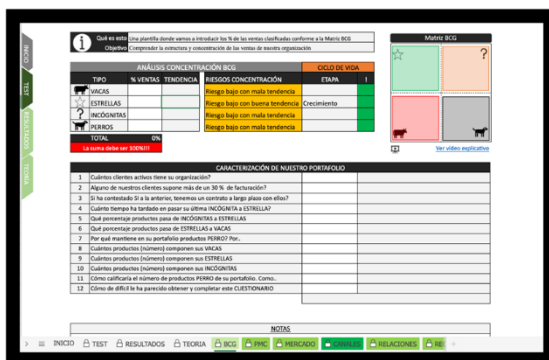 Qué es esto Una plantilla donde vamos a introducir los % de las ventas clasificadas conforme a la Matriz BCG
Objetivo Comprender la estructura y concentración de las ventas de nuestra organización
Matriz BCG
ANÁLISIS CONCENTRACIÓN BCG CICLO DE VIDA
TIPO % VENTAS TENDENCIA RIESGOS CONCENTRACIÓN ETAPA !
VACAS Riesgo bajo con mala tendencia
ESTRELLAS Riesgo bajo con buena tendencia Crecimiento
? INCÓGNITAS Riesgo bajo con mala tendencia
PERROS Riesgo bajo con mala tendencia
TOTAL 0%
La suma debe ser 100%!!!
?
Ver vídeo explicativo
INICIO
TEST
RESULTADOS
TEORIA
CARACTERIZACIÓN DE NUESTRO PORTAFOLIO
1 Cuántos clientes activos tiene su organización?
2 Alguno de nuestros clientes supone más de un 30 % de facturación?
3 Si ha contestado Sí a la anterior, tenemos un contrato a largo plazo con ellos?
4 Cuánto tiempo ha tardado en pasar su última INCÓGNITA a ESTRELLA?
5 Qué porcentaje productos pasa de INCÓGNITAS a ESTRELLAS
6 Qué porcentaje productos pasa de ESTRELLAS a VACAS
7 Por qué mantiene en su portafolio productos PERRO? Por..
8 Cuántos productos (número) componen sus VACAS
9 Cuántos productos (número) componen sus ESTRELLAS
10 Cuántos productos (número) componen sus INCÓGNITAS
11 Cómo calificaría el número de productos PERRO de su portafolio. Como..
12 Cómo de difícil le ha parecido obtener y completar este CUESTIONARIO
NOTAS
INICIO TEST RESULTADOS TEORIA BCG PMC MERCADO CANALES RELACIONES RE